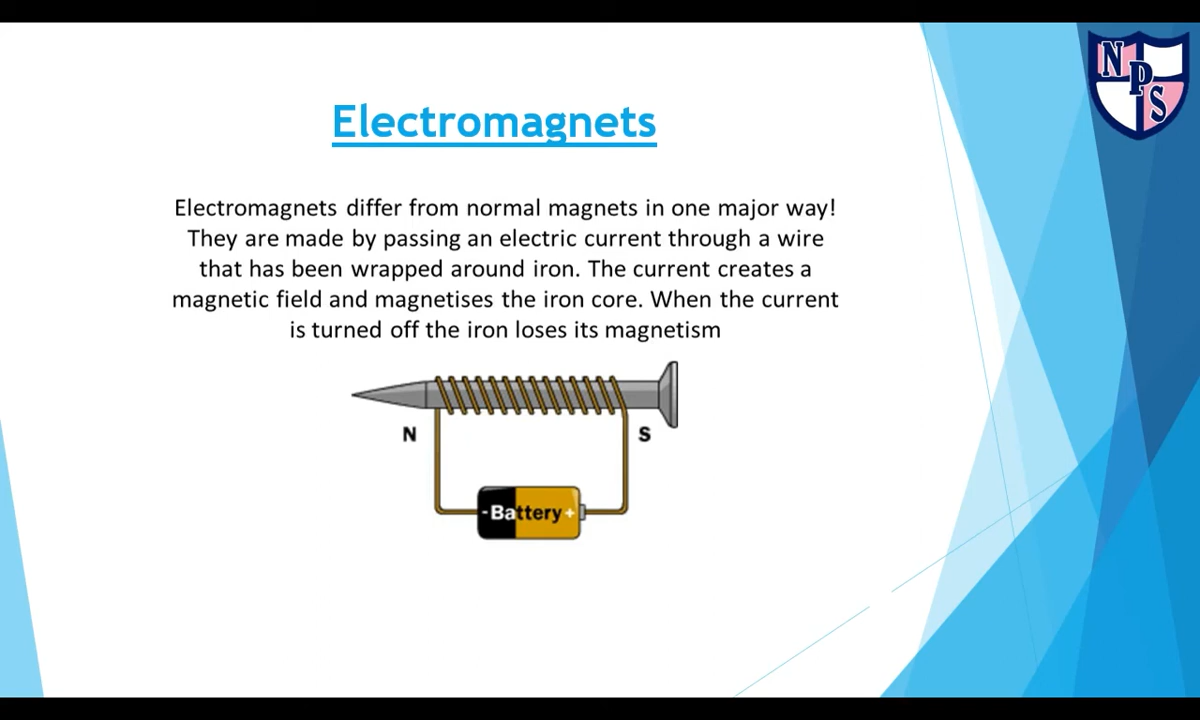 NPS
Electromagnets
Electromagnets differ from normal magnets in one major way!
They are made by passing an electric current through a wire
that has been wrapped around iron. The current creates a
magnetic field and magnetises the iron core. When the current
is turned off the iron loses its magnetism
N S
-Battery+